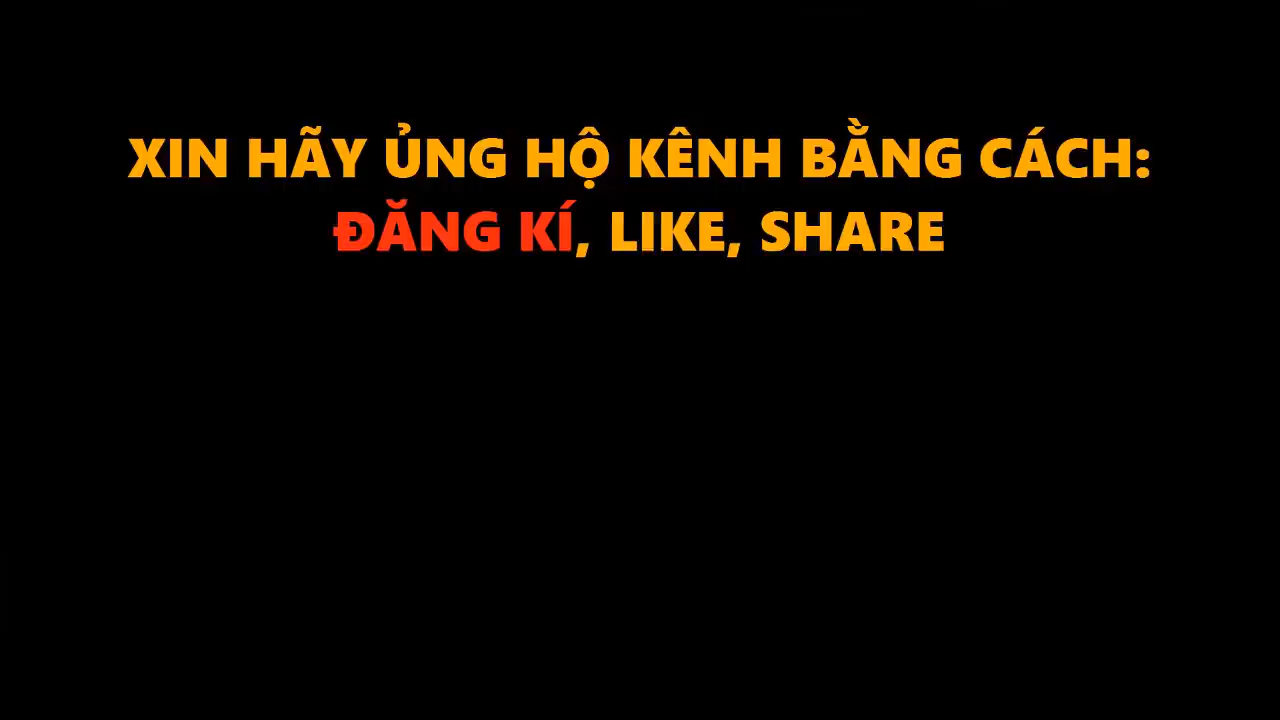 XIN HÃY ỦNG HỘ KÊNH BẰNG CÁCH:
ĐĂNG KÍ, LIKE, SHARE